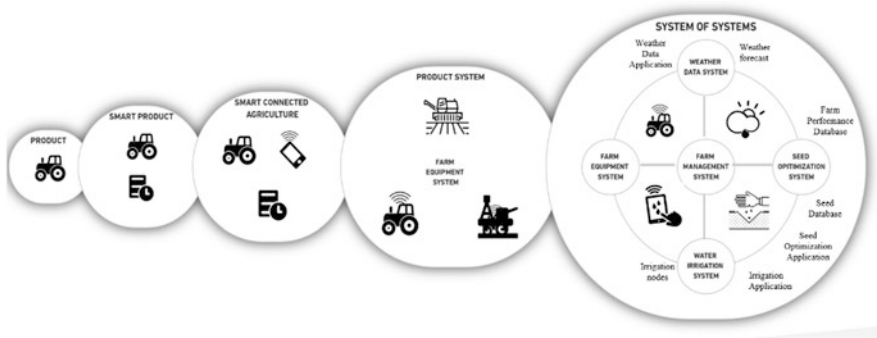 PRODUCT
SMART PRODUCT
SMART CONNECTED
AGRICULTURE
PRODUCT SYSTEM
FARM
EQUIPMENT
SYSTEM
SYSTEM OF SYSTEMS
Weather
Data
Application
WEATHER
DATA SYSTEM
Weather
forecast
Farm
Performance
Database
FARM
EQUIPMENT
SYSTEM
FARM
MANAGEMENT
SYSTEM
SEED
OPITIMIZATION
SYSTEM
Seed
Database
Seed
Optimization
Application
Irrigation
nodes
WATER
IRRIGATION
SYSTEM
Irrigation
Application